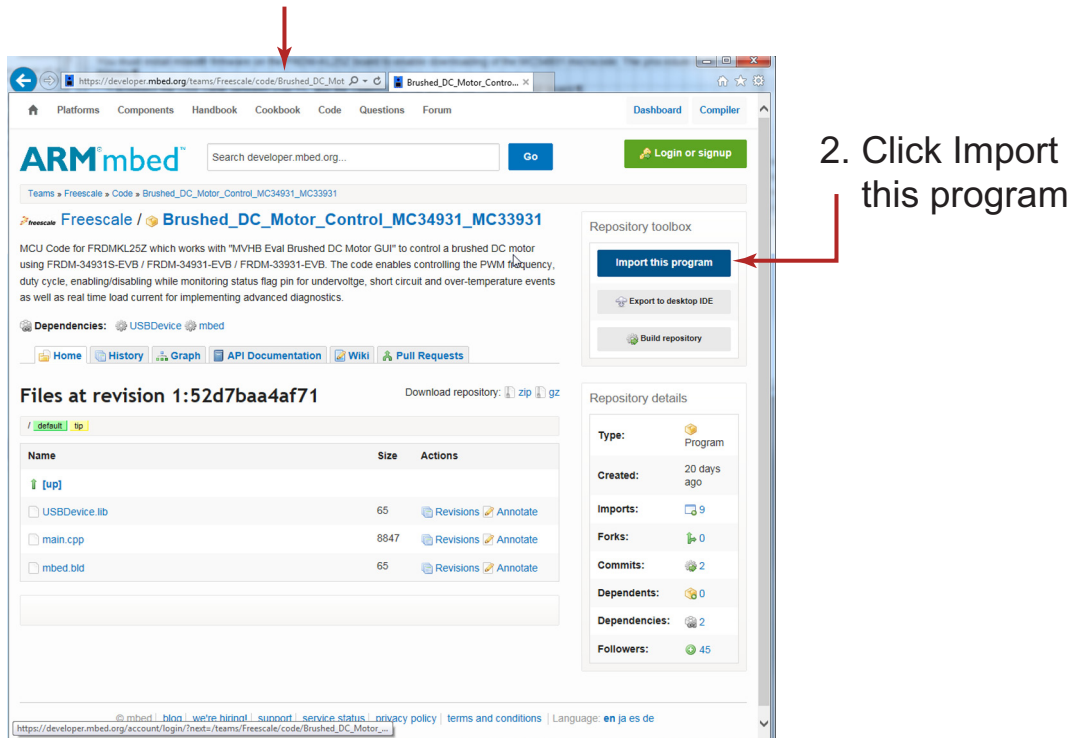 https://developer.mbed.org/teams/Freescale/code/Brushed_DC_Mot
Brushed_DC_Motor_Contro...
Platforms Components Handbook Cookbook Code Questions Forum Dashboard Compiler
ARM®mbed™ Search developer.mbed.org... Go Login or signup
2. Click Import
this program
Teams » Freescale » Code » Brushed_DC_Motor_Control_MC34931_MC33931
freescale Freescale / Brushed_DC_Motor_Control_MC34931_MC33931
MCU Code for FRDMKL25Z which works with "MVHB Eval Brushed DC Motor GUI" to control a brushed DC motor
using FRDM-34931S-EVB / FRDM-34931-EVB / FRDM-33931-EVB. The code enables controlling the PWM frequency,
duty cycle, enabling/disabling while monitoring status flag pin for undervoltge, short circuit and over-temperature events
as well as real time load current for implementing advanced diagnostics.
Dependencies: USBDevice mbed
Home History Graph API Documentation Wiki Pull Requests
Files at revision 1:52d7baa4af71 Download repository: zip gz
/ default tip
Name Size Actions
[up]
USBDevice.lib 65 Revisions Annotate
main.cpp 8847 Revisions Annotate
mbed.bld 65 Revisions Annotate
Repository toolbox
Import this program
Export to desktop IDE
Build repository
Repository details
Type: Program
Created: 20 days
ago
Imports: 9
Forks: 0
Commits: 2
Dependents: 0
Dependencies: 2
Followers: 45
© mbed | blog | we're hiring! | support | service status | privacy policy | terms and conditions | Language: en ja es de
https://developer.mbed.org/account/login/?next=/teams/Freescale/code/Brushed_DC_Motor_...